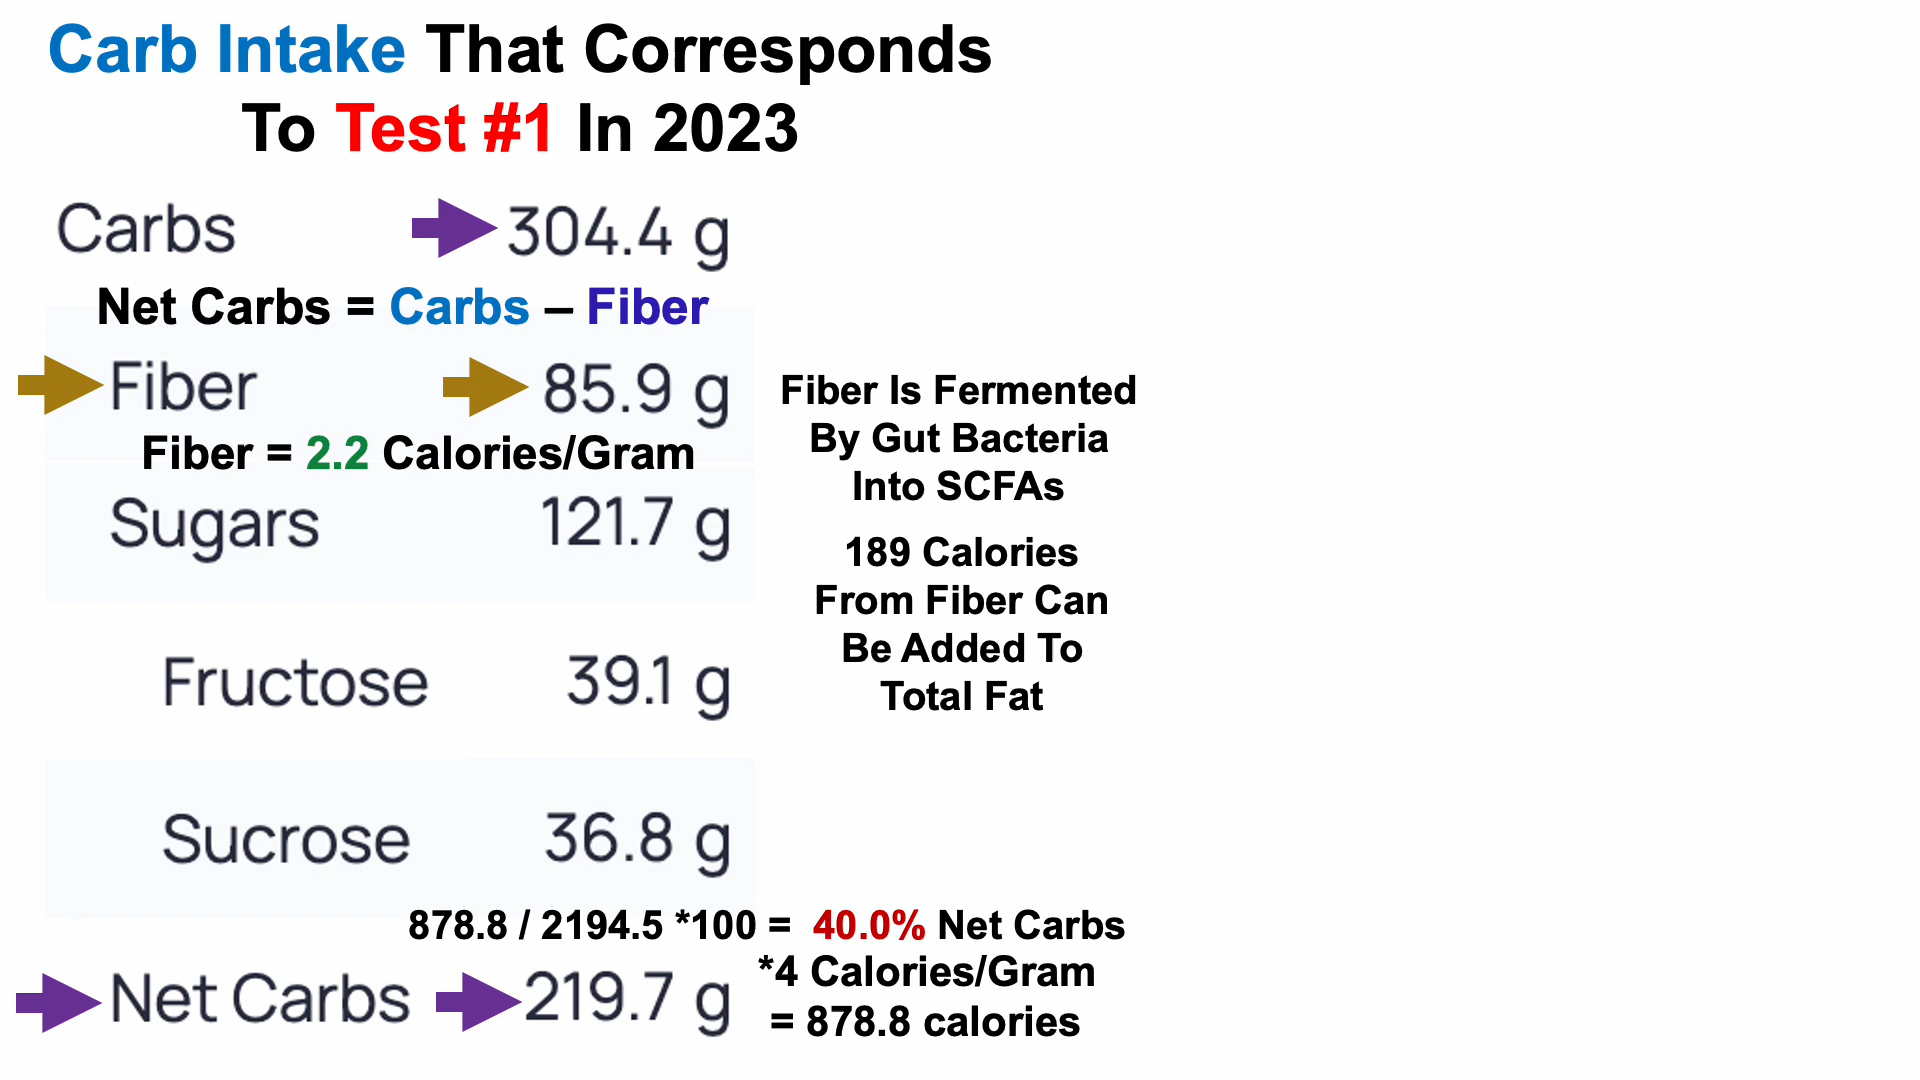 Carb Intake That Corresponds
To Test #1 In 2023
Carbs 304.4 g
Net Carbs = Carbs – Fiber
Fiber 85.9 g
Fiber = 2.2 Calories/Gram
Fiber Is Fermented
By Gut Bacteria
Into SCFAs
Sugars 121.7 g
189 Calories
From Fiber Can
Be Added To
Total Fat
Fructose 39.1 g
Sucrose 36.8 g
878.8 / 2194.5 *100 = 40.0% Net Carbs
Net Carbs 219.7 g
*4 Calories/Gram
= 878.8 calories